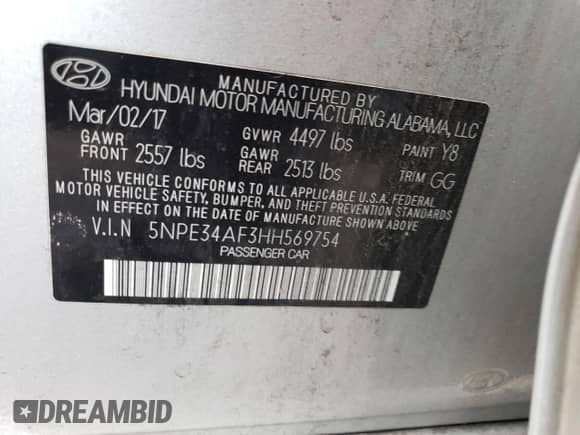 MANUFACTURED BY
HYUNDAI MOTOR MANUFACTURING ALABAMA, LLC
Mar/02/17 GVWR 4497 lbs PAINT Y8
GAWR FRONT 2557 lbs GAWR REAR 2513 lbs TRIM GG
THIS VEHICLE CONFORMS TO ALL APPLICABLE U.S.A. FEDERAL
MOTOR VEHICLE SAFETY, BUMPER, AND THEFT PREVENTION STANDARDS
IN EFFECT ON THE DATE OF MANUFACTURE SHOWN ABOVE.
V.I.N 5NPE34AF3HH569754
PASSENGER CAR
DREAMBID